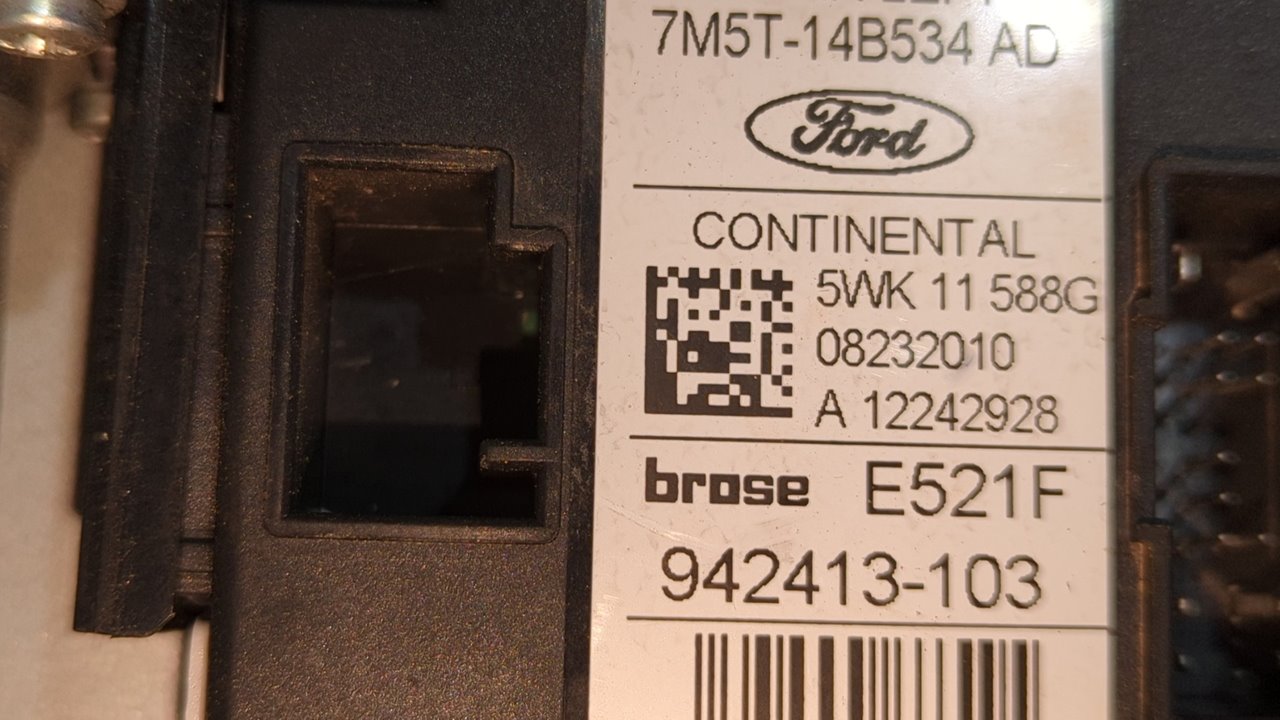 7M5T-14B534 AD
Ford
CONTINENTAL
5WK 11 588G
08232010
A 12242928
brose E521F
942413-103